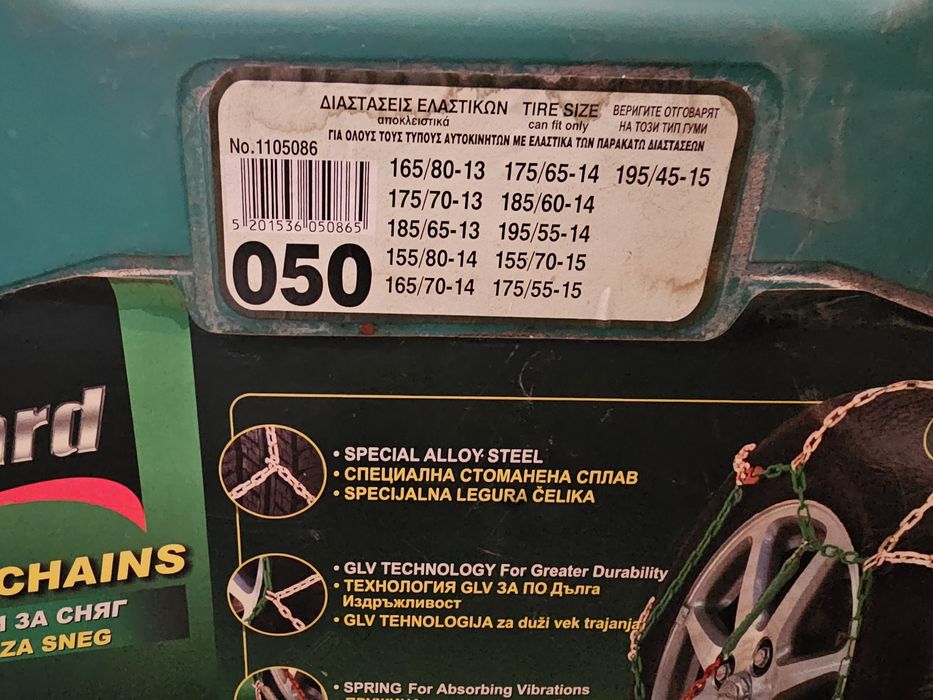 ΔΙΑΣΤΑΣΕΙΣ ΕΛΑΣΤΙΚΩΝ TIRE SIZE ΒΕΡИГИТЕ ОТГОВАРЯТ
αποκλειστικά can fit only НА ТОЗИ ТИП ГУМИ
ΓΙΑ ΟΛΟΥΣ ΤΟΥΣ ΤΥΠΟΥΣ ΑΥΤΟΚΙΝΗΤΩΝ ΜΕ ΕΛΑΣΤΙΚΑ ΤΩΝ ΠΑΡΑΚΑΤΩ ΔΙΑΣΤΑΣΕΩΝ
No.1105086
5 201536 050865
050
165/80-13 175/65-14 195/45-15
175/70-13 185/60-14
185/65-13 195/55-14
155/80-14 155/70-15
165/70-14 175/55-15
ard
CHAINS
И ЗА СНЯГ
ZA SNEG
• SPECIAL ALLOY STEEL
• СПЕЦИАЛНА СТОМАНЕНА СПЛАВ
• SPECIJALNA LEGURA ČELIKA
• GLV TECHNOLOGY For Greater Durability
• ТЕХНОЛОГИЯ GLV ЗА ПО Дълга
Издръжливост
• GLV TEHNOLOGIJA za duži vek trajanja
• SPRING For Absorbing Vibrations